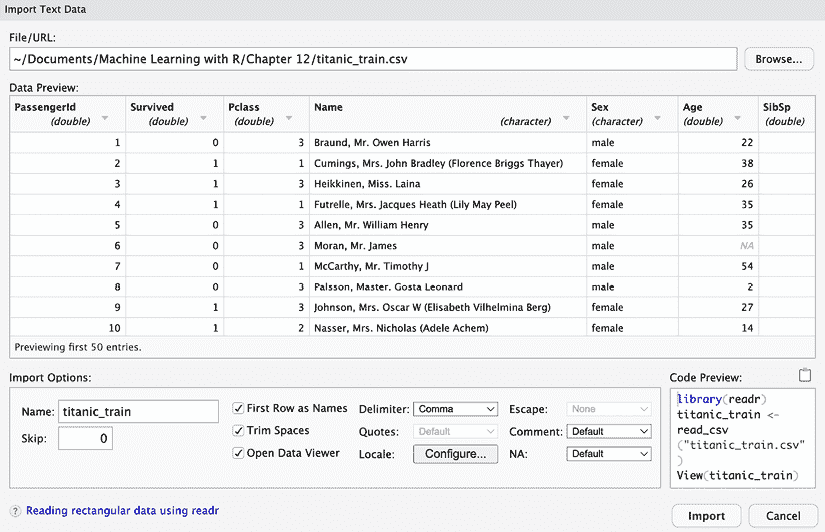 Import Text Data
File/URL:
~/Documents/Machine Learning with R/Chapter 12/titanic_train.csv Browse...
Data Preview:
PassengerId Survived Pclass Name Sex Age SibSp
(double) (double) (double) (character) (character) (double) (double)
1 0 3 Braund, Mr. Owen Harris male 22
2 1 1 Cumings, Mrs. John Bradley (Florence Briggs Thayer) female 38
3 1 3 Heikkinen, Miss. Laina female 26
4 1 1 Futrelle, Mrs. Jacques Heath (Lily May Peel) female 35
5 0 3 Allen, Mr. William Henry male 35
6 0 3 Moran, Mr. James male NA
7 0 1 McCarthy, Mr. Timothy J male 54
8 0 3 Palsson, Master. Gosta Leonard male 2
9 1 3 Johnson, Mrs. Oscar W (Elisabeth Vilhelmina Berg) female 27
10 1 2 Nasser, Mrs. Nicholas (Adele Achem) female 14
Previewing first 50 entries.
Import Options:
Name: titanic_train
Skip: 0
First Row as Names
Trim Spaces
Open Data Viewer
Delimiter: Comma
Quotes: Default
Locale: Configure...
Escape: None
Comment: Default
NA: Default
Code Preview:
library(readr)
titanic_train <-
read_csv
("titanic_train.csv"
)
View(titanic_train)
? Reading rectangular data using readr
Import Cancel